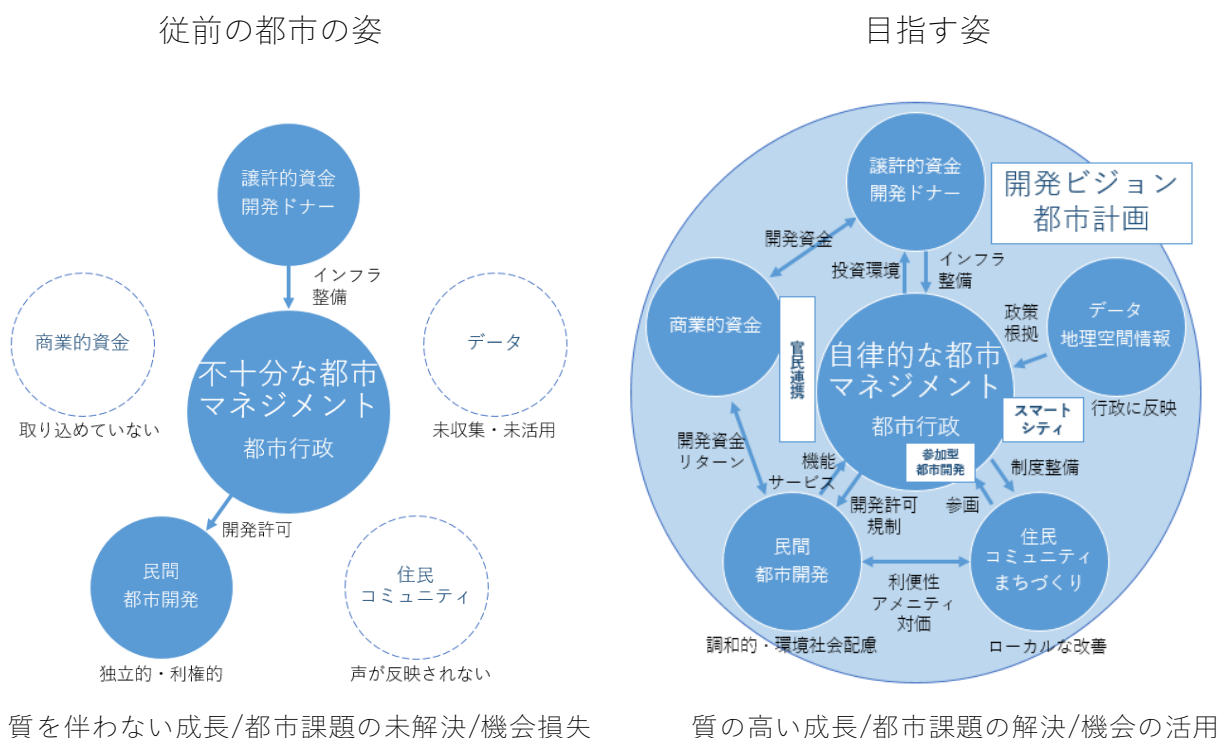 従前の都市の姿
譲許的資金
開発ドナー
インフラ
整備
商業的資金
取り込めていない
データ
未収集・未活用
不十分な都市
マネジメント
都市行政
開発許可
民間
都市開発
独立的・利権的
住民
コミュニティ
声が反映されない
質を伴わない成長/都市課題の未解決/機会損失
目指す姿
譲許的資金
開発ドナー
開発ビジョン
都市計画
開発資金
投資環境
インフラ
整備
商業的資金
官民連携
政策
根拠
データ
地理空間情報
行政に反映
自律的な都市
マネジメント
都市行政
スマート
シティ
参加型
都市開発
開発資金
リターン
機能
サービス
開発許可
規制
参画
制度整備
民間
都市開発
調和的・環境社会配慮
利便性
アメニティ
対価
住民
コミュニティ
まちづくり
ローカルな改善
質の高い成長/都市課題の解決/機会の活用